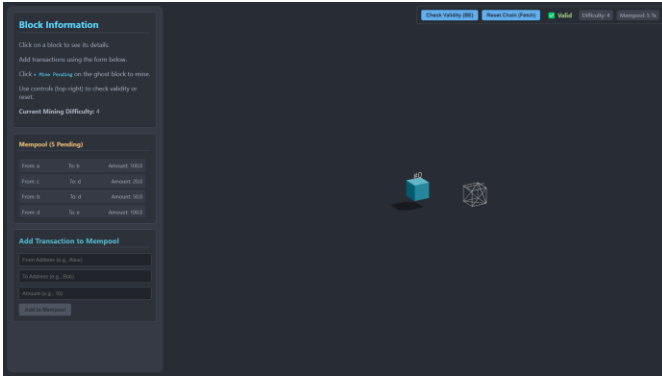 Block Information
Click on a block to see its details.
Add transactions using the form below.
Click + Mine Pending on the ghost block to mine.
Use controls (top-right) to check validity or
reset.
Current Mining Difficulty: 4
Mempool (5 Pending)
From: a To: b Amount: 100.0
From: c To: d Amount: 20.0
From: b To: d Amount: 50.0
From: d To: e Amount: 100.0
Add Transaction to Mempool
From Address (e.g., Alice)
To Address (e.g., Bob)
Amount (e.g., 10)
Add to Mempool
Check Validity (BE) Reset Chain (Fetch) Valid Difficulty: 4 Mempool: 5 Tx
#0